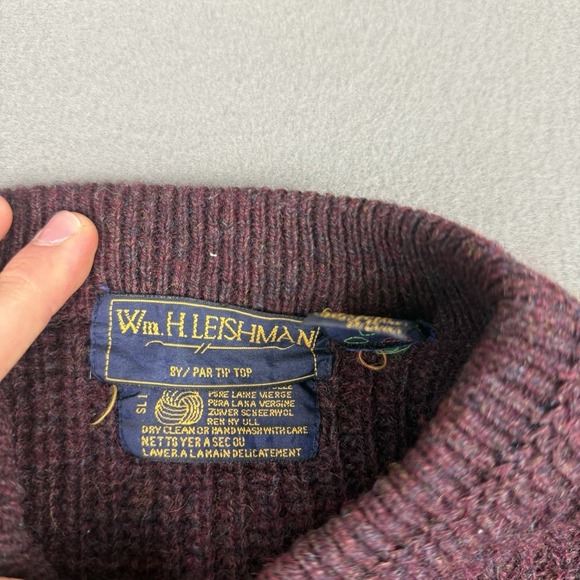 Wm. H. LEISHMAN
BY/PAR TIP TOP
PURE LAINE VIERGE
PURA LANA VERGINE
ZUIVER SCHEERWOL
REN NY ULL
DRY CLEAN OR HAND WASH WITH CARE
NETTOYER A SEC OU
LAVER A LA MAIN DELICATEMENT